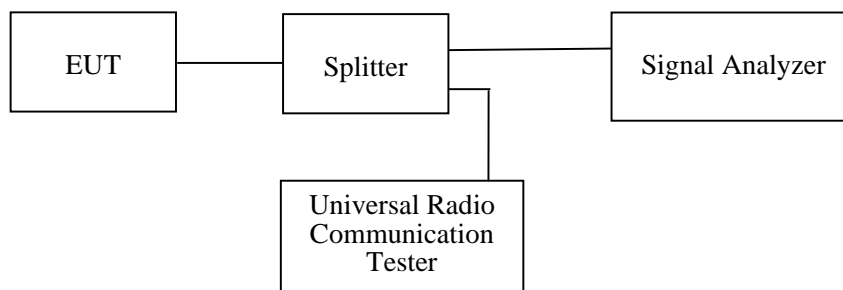 EUT
Splitter
Signal Analyzer
Universal Radio
Communication
Tester